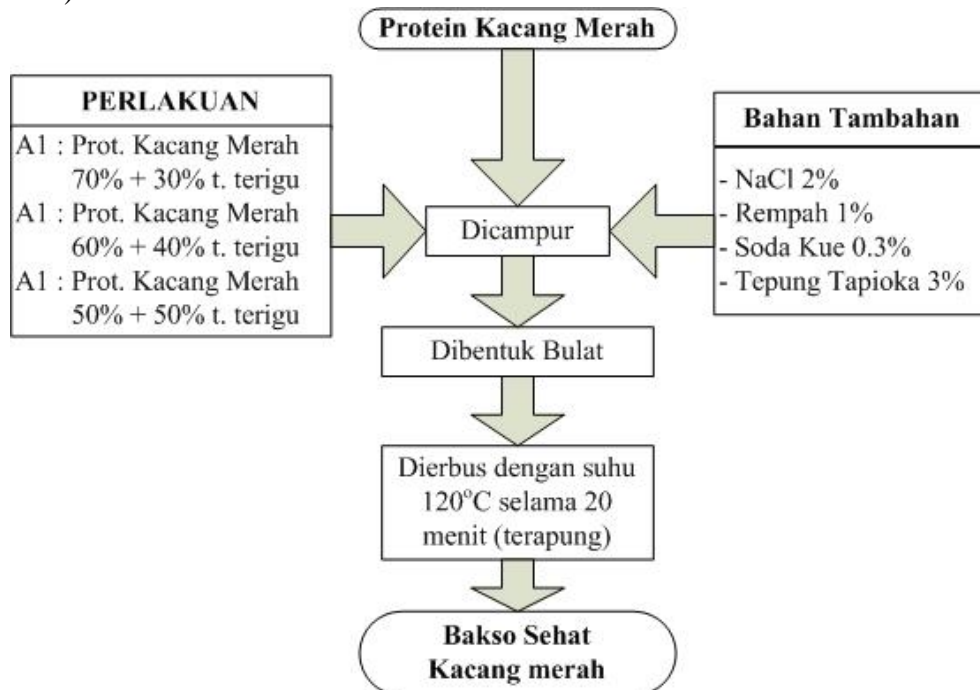 Protein Kacang Merah
PERLAKUAN
A1 : Prot. Kacang Merah
70% + 30% t. terigu
A1 : Prot. Kacang Merah
60% + 40% t. terigu
A1 : Prot. Kacang Merah
50% + 50% t. terigu
Bahan Tambahan
- NaCl 2%
- Rempah 1%
- Soda Kue 0.3%
- Tepung Tapioka 3%
Dicampur
Dibentuk Bulat
Dierbus dengan suhu
120°C selama 20
menit (terapung)
Bakso Sehat
Kacang merah